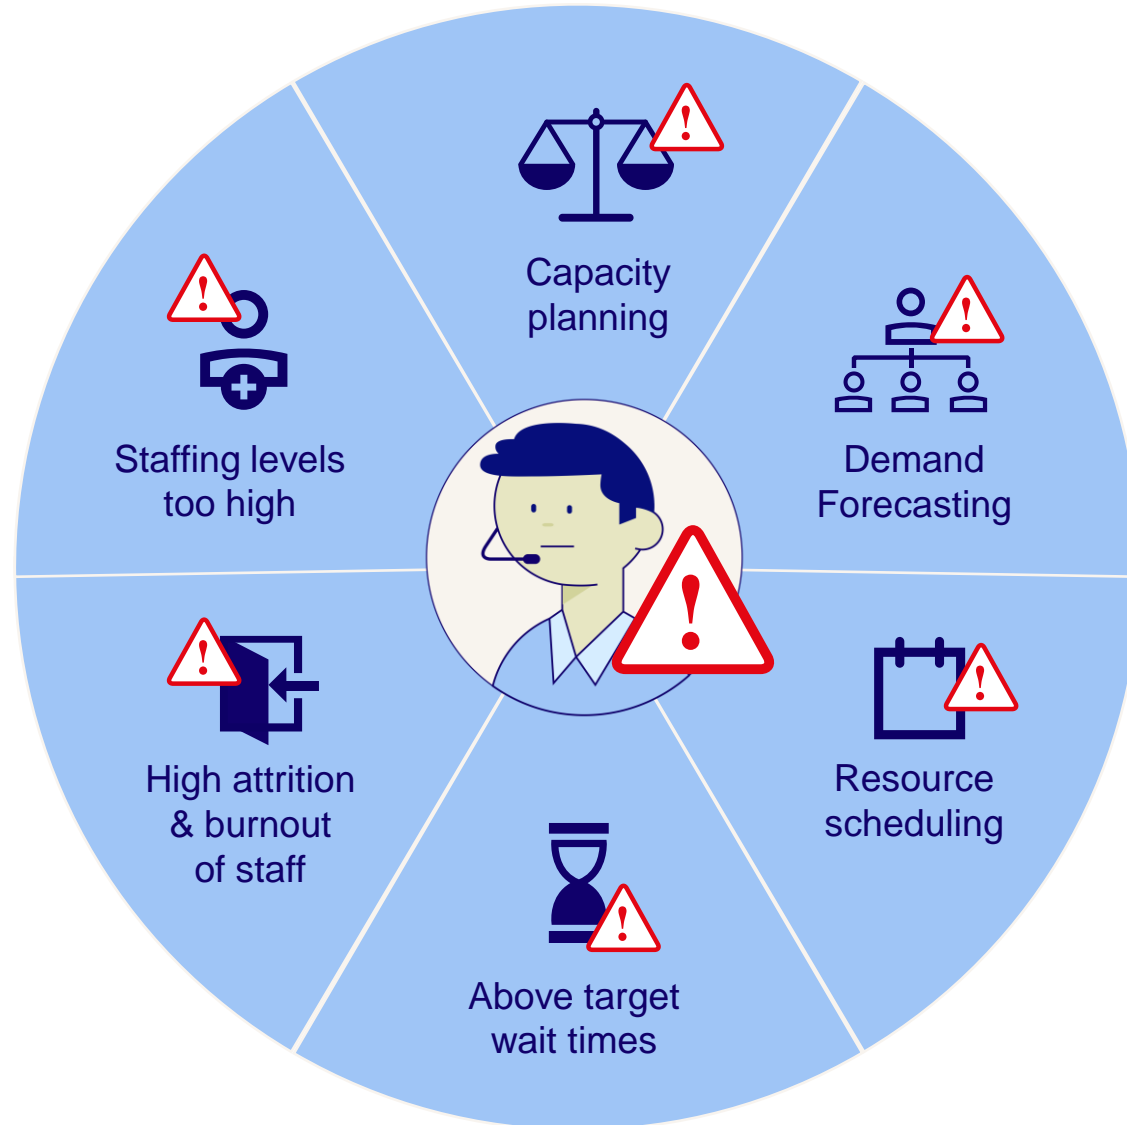 Capacity
planning
Demand
Forecasting
Resource
scheduling
Above target
wait times
High attrition
& burnout
of staff
Staffing levels
too high